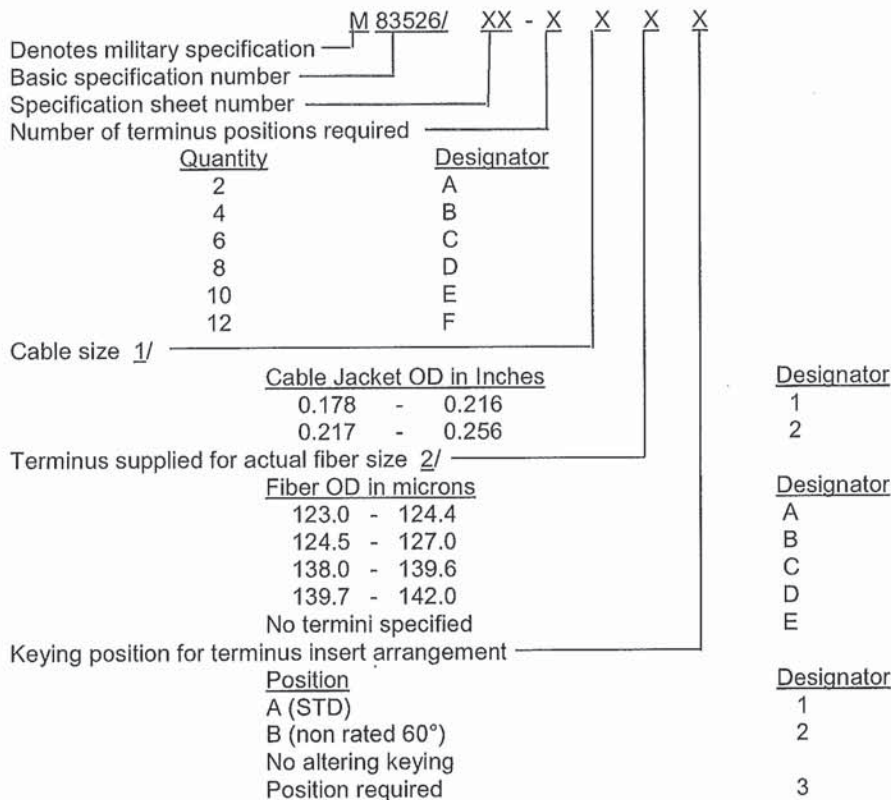 M 83526/ XX - X X X X
Denotes military specification
Basic specification number
Specification sheet number
Number of terminus positions required
Quantity Designator
2 A
4 B
6 C
8 D
10 E
12 F
Cable size 1/
Cable Jacket OD in Inches Designator
0.178 - 0.216 1
0.217 - 0.256 2
Terminus supplied for actual fiber size 2/
Fiber OD in microns Designator
123.0 - 124.4 A
124.5 - 127.0 B
138.0 - 139.6 C
139.7 - 142.0 D
No termini specified E
Keying position for terminus insert arrangement
Position Designator
A (STD) 1
B (non rated 60°) 2
No altering keying
Position required 3